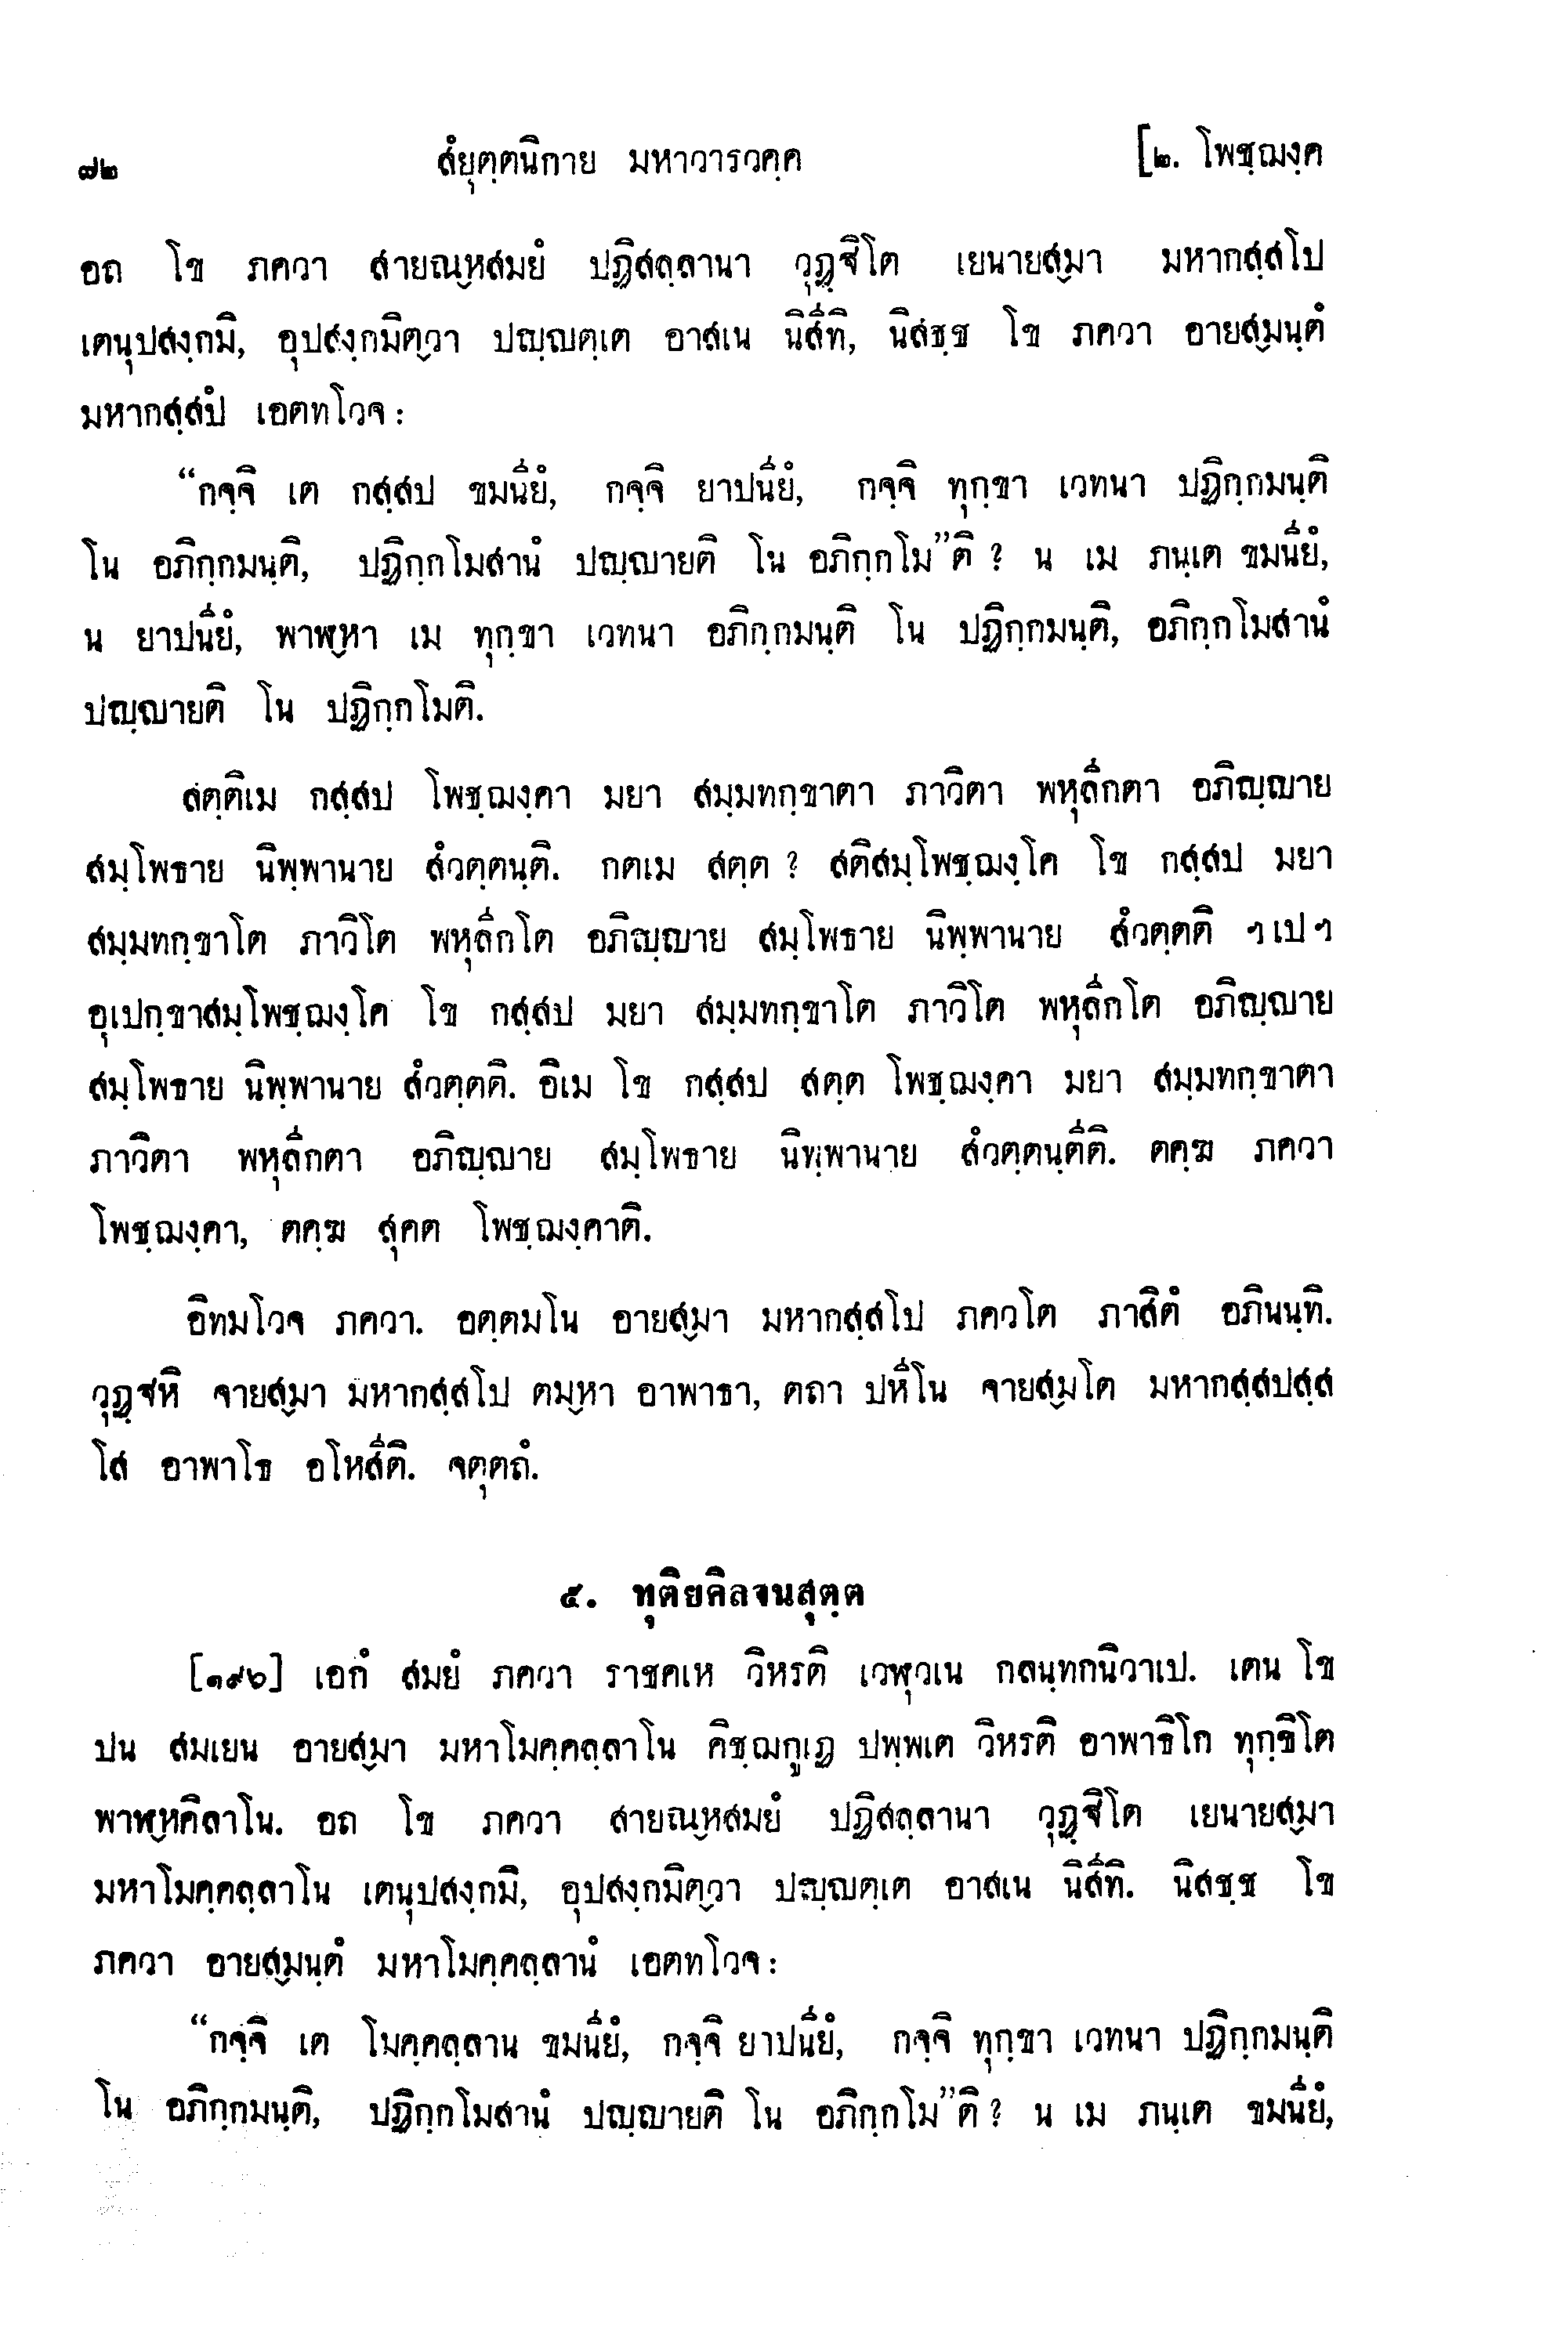 ๗๒ สํยุตฺตนิกาย มหาวารวคฺค [๒. โพชฺฌงฺค
อถ โข ภควา สายณฺหสมยํ ปฏิสลฺลานา วุฏฺฐิโต เยนายสฺมา มหากสฺสโป
เตนุปสงฺกมิ, อุปสงฺกมิตฺวา ปญฺญตฺเต อาสเน นิสีทิ, นิสชฺช โข ภควา อายสฺมนฺตํ
มหากสฺสปํ เอตทโวจ :
“กจฺจิ เต กสฺสป ขมนียํ, กจฺจิ ยาปนียํ, กจฺจิ ทุกฺขา เวทนา ปฏิกฺกมนฺติ
โน อภิกฺกมนฺติ, ปฏิกฺกโมสานํ ปญฺญายติ โน อภิกฺกโม”ติ ? น เม ภนฺเต ขมนียํ,
น ยาปนียํ, พาฬฺหา เม ทุกฺขา เวทนา อภิกฺกมนฺติ โน ปฏิกฺกมนฺติ, อภิกฺกโมสานํ
ปญฺญายติ โน ปฏิกฺกโมติ.
สตฺติเม กสฺสป โพชฺฌงฺคา มยา สมฺมทกฺขาตา ภาวิตา พหุลีกตา อภิญฺญาย
สมฺโพธาย นิพฺพานาย สํวตฺตนฺติ. กตเม สตฺต ? สติสมฺโพชฺฌงฺโค โข กสฺสป มยา
สมฺมทกฺขาโต ภาวิโต พหุลีกโต อภิญฺญาย สมฺโพธาย นิพฺพานาย สํวตฺตติ ฯ เป ฯ
อุเปกฺขาสมฺโพชฺฌงฺโค โข กสฺสป มยา สมฺมทกฺขาโต ภาวิโต พหุลีกโต อภิญฺญาย
สมฺโพธาย นิพฺพานาย สํวตฺตติ. อิเม โข กสฺสป สตฺต โพชฺฌงฺคา มยา สมฺมทกฺขาตา
ภาวิตา พหุลีกตา อภิญฺญาย สมฺโพธาย นิพฺพานาย สํวตฺตนฺตีติ. ตคฺฆ ภควา
โพชฺฌงฺคา, ตคฺฆ สุคต โพชฺฌงฺคาติ.
อิทมโวจ ภควา. อตฺตมโน อายสฺมา มหากสฺสโป ภควโต ภาสิตํ อภินนฺทิ.
วุฏฺฐหิ จายสฺมา มหากสฺสโป ตมฺหา อาพาธา, ตถา ปหีโน จายสฺมโต มหากสฺสปสฺส
โส อาพาโธ อโหสีติ. จตุตฺถํ.
๕. ทุติยคิลานสุตฺต
[๑๙๖] เอกํ สมยํ ภควา ราชคเห วิหรติ เวฬุวเน กลนฺทกนิวาเป. เตน โข
ปน สมเยน อายสฺมา มหาโมคฺคลฺลาโน คิชฺฌกูเฏ ปพฺพเต วิหรติ อาพาธิโก ทุกฺขิโต
พาฬฺหคิลาโน. อถ โข ภควา สายณฺหสมยํ ปฏิสลฺลานา วุฏฺฐิโต เยนายสฺมา
มหาโมคฺคลฺลาโน เตนุปสงฺกมิ, อุปสงฺกมิตฺวา ปญฺญตฺเต อาสเน นิสีทิ. นิสชฺช โข
ภควา อายสฺมนฺตํ มหาโมคฺคลฺลานํ เอตทโวจ :
“กจฺจิ เต โมคฺคลฺลาน ขมนียํ, กจฺจิ ยาปนียํ, กจฺจิ ทุกฺขา เวทนา ปฏิกฺกมนฺติ
โน อภิกฺกมนฺติ, ปฏิกฺกโมสานํ ปญฺญายติ โน อภิกฺกโม”ติ ? น เม ภนฺเต ขมนียํ,